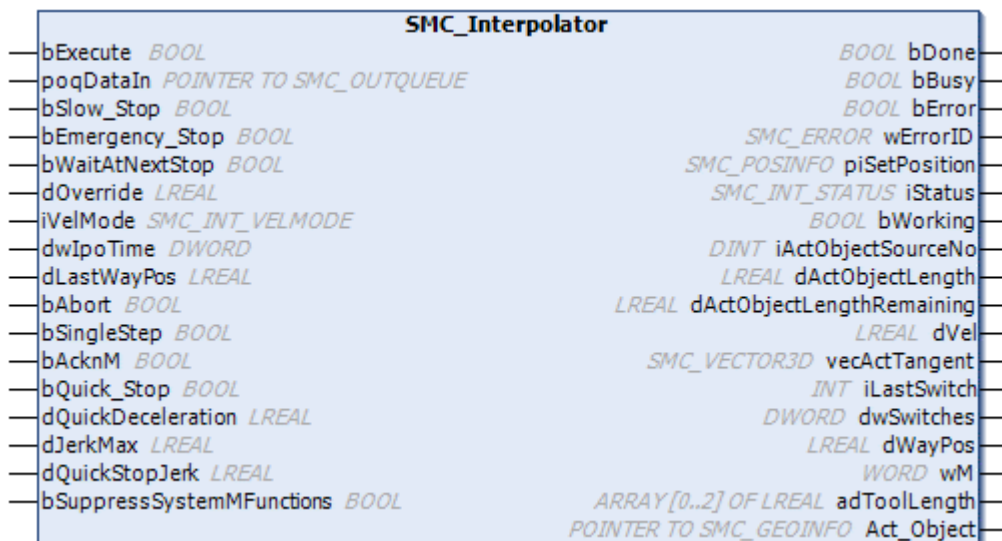 SMC_Interpolator
bExecute BOOL BOOL bDone
poqDataIn POINTER TO SMC_OUTQUEUE BOOL bBusy
bSlow_Stop BOOL BOOL bError
bEmergency_Stop BOOL SMC_ERROR wErrorID
bWaitAtNextStop BOOL SMC_POSINFO piSetPosition
dOverride LREAL SMC_INT_STATUS iStatus
iVelMode SMC_INT_VELMODE BOOL bWorking
dwIpoTime DWORD DINT iActObjectSourceNo
dLastWayPos LREAL LREAL dActObjectLength
bAbort BOOL LREAL dActObjectLengthRemaining
bSingleStep BOOL LREAL dVel
bAcknM BOOL SMC_VECTOR3D vecActTangent
bQuick_Stop BOOL INT iLastSwitch
dQuickDeceleration LREAL DWORD dwSwitches
dJerkMax LREAL LREAL dWayPos
dQuickStopJerk LREAL WORD wM
bSuppressSystemMFunctions BOOL ARRAY [0..2] OF LREAL adToolLength
POINTER TO SMC_GEOINFO Act_Object